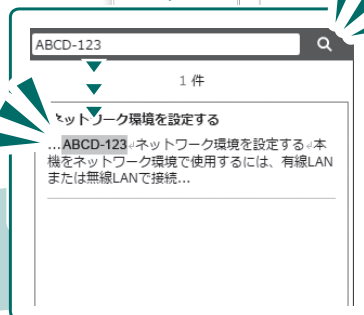 ABCD-123
1 件
ネットワーク環境を設定する
…ABCD-123↲ネットワーク環境を設定する↲本
機をネットワーク環境で使用するには、有線LAN
または無線LANで接続…